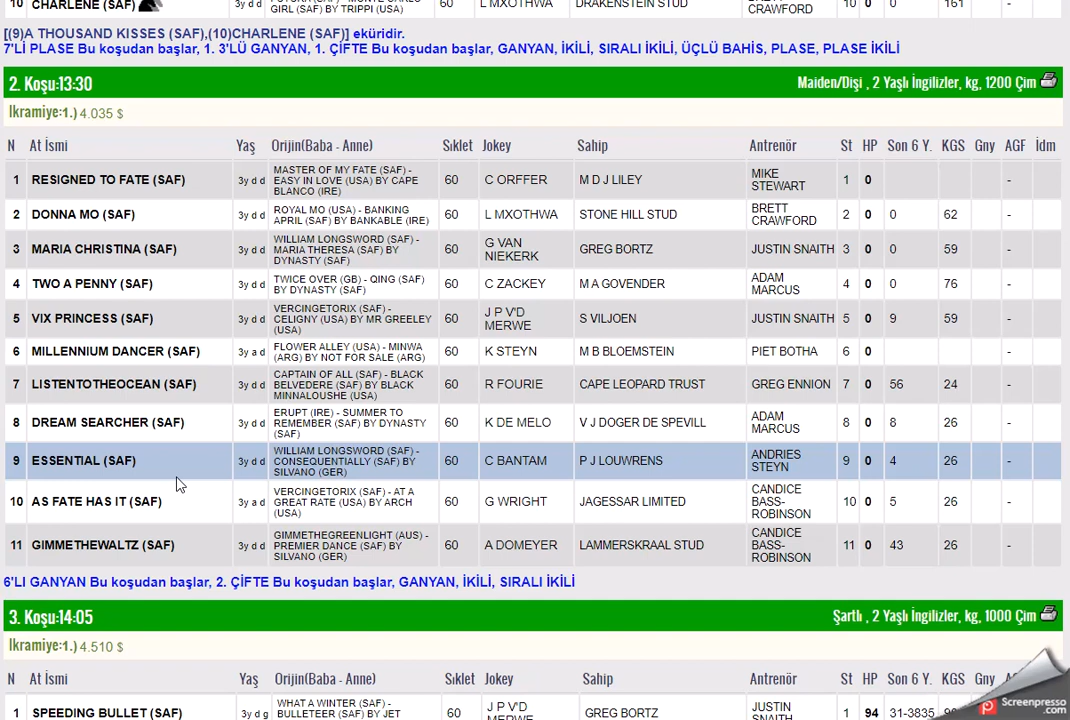 10 CHARLENE (SAF) 3y d d GIRL (SAF) BY TRIPPI (USA) 60 L MXOTHWA DRAKENSTEIN STUD BRETT CRAWFORD 10 0 161
[(9)A THOUSAND KISSES (SAF),(10)CHARLENE (SAF)] eküridir.
7'Lİ PLASE Bu koşudan başlar, 1. 3'LÜ GANYAN, 1. ÇİFTE Bu koşudan başlar, GANYAN, İKİLİ, SIRALI İKİLİ, ÜÇLÜ BAHİS, PLASE, PLASE İKİLİ
2. Koşu:13:30 Maiden/Dişi , 2 Yaşlı İngilizler, kg, 1200 Çim
Ikramiye:1.) 4.035 $
N At İsmi Yaş Orijin(Baba - Anne) Sıklet Jokey Sahip Antrenör St HP Son 6 Y. KGS Gny AGF İdm
1 RESIGNED TO FATE (SAF) 3y d d MASTER OF MY FATE (SAF) - EASY IN LOVE (USA) BY CAPE BLANCO (IRE) 60 C ORFFER M D J LILEY MIKE STEWART 1 0 -
2 DONNA MO (SAF) 3y d d ROYAL MO (USA) - BANKING APRIL (SAF) BY BANKABLE (IRE) 60 L MXOTHWA STONE HILL STUD BRETT CRAWFORD 2 0 0 62 -
3 MARIA CHRISTINA (SAF) 3y d d WILLIAM LONGSWORD (SAF) - MARIA THERESA (SAF) BY DYNASTY (SAF) 60 G VAN NIEKERK GREG BORTZ JUSTIN SNAITH 3 0 0 59 -
4 TWO A PENNY (SAF) 3y d d TWICE OVER (GB) - QING (SAF) BY DYNASTY (SAF) 60 C ZACKEY M A GOVENDER ADAM MARCUS 4 0 0 76 -
5 VIX PRINCESS (SAF) 3y d d VERCINGETORIX (SAF) - CELIGNY (USA) BY MR GREELEY (USA) 60 J P V'D MERWE S VILJOEN JUSTIN SNAITH 5 0 9 59 -
6 MILLENNIUM DANCER (SAF) 3y a d FLOWER ALLEY (USA) - MINWA (ARG) BY NOT FOR SALE (ARG) 60 K STEYN M B BLOEMSTEIN PIET BOTHA 6 0 -
7 LISTENTOTHEOCEAN (SAF) 3y d d CAPTAIN OF ALL (SAF) - BLACK BELVEDERE (SAF) BY BLACK MINNALOUSHE (USA) 60 R FOURIE CAPE LEOPARD TRUST GREG ENNION 7 0 56 24 -
8 DREAM SEARCHER (SAF) 3y d d ERUPT (IRE) - SUMMER TO REMEMBER (SAF) BY DYNASTY (SAF) 60 K DE MELO V J DOGER DE SPEVILL ADAM MARCUS 8 0 8 26 -
9 ESSENTIAL (SAF) 3y d d WILLIAM LONGSWORD (SAF) - CONSEQUENTIALLY (SAF) BY SILVANO (GER) 60 C BANTAM P J LOUWRENS ANDRIES STEYN 9 0 4 26 -
10 AS FATE HAS IT (SAF) 3y a d VERCINGETORIX (SAF) - AT A GREAT RATE (USA) BY ARCH (USA) 60 G WRIGHT JAGESSAR LIMITED CANDICE BASS-ROBINSON 10 0 5 26 -
11 GIMMETHEWALTZ (SAF) 3y d d GIMMETHEGREENLIGHT (AUS) - PREMIER DANCE (SAF) BY SILVANO (GER) 60 A DOMEYER LAMMERSKRAAL STUD CANDICE BASS-ROBINSON 11 0 43 26 -
6'LI GANYAN Bu koşudan başlar, 2. ÇİFTE Bu koşudan başlar, GANYAN, İKİLİ, SIRALI İKİLİ
3. Koşu:14:05 Şartlı , 2 Yaşlı İngilizler, kg, 1000 Çim
Ikramiye:1.) 4.510 $
N At İsmi Yaş Orijin(Baba - Anne) Sıklet Jokey Sahip Antrenör St HP Son 6 Y. KGS Gny
1 SPEEDING BULLET (SAF) 3y d g WHAT A WINTER (SAF) - BULLETEER (SAF) BY JET 60 J P V'D MERWE GREG BORTZ JUSTIN SNAITH 1 94 31-3835
Screenpresso.com